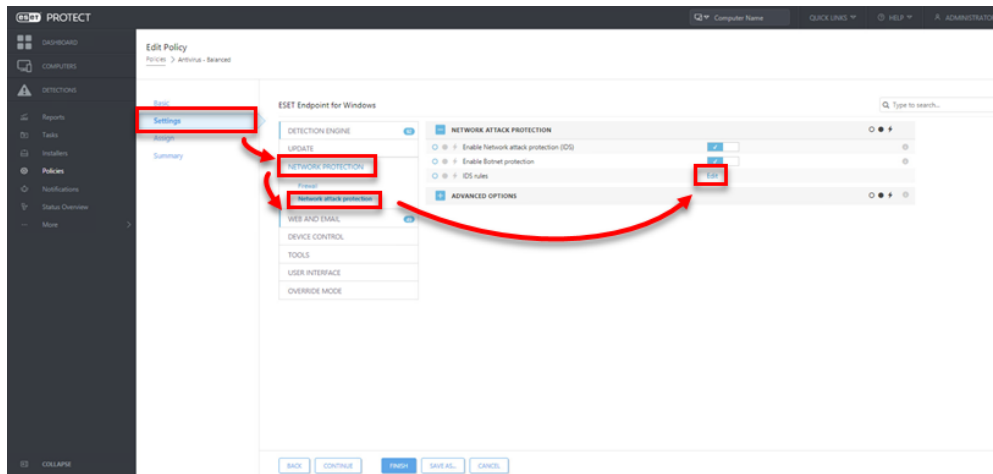 eset PROTECT
Computer Name
QUICK LINKS
HELP
ADMINISTRATO
DASHBOARD
COMPUTERS
DETECTIONS
Reports
Tasks
Installers
Policies
Notifications
Status Overview
More
COLLAPSE
Edit Policy
Policies > Antivirus - Balanced
Basic
Settings
Assign
Summary
ESET Endpoint for Windows
Type to search...
DETECTION ENGINE
UPDATE
NETWORK PROTECTION
Firewall
Network attack protection
WEB AND EMAIL
DEVICE CONTROL
TOOLS
USER INTERFACE
OVERRIDE MODE
NETWORK ATTACK PROTECTION
Enable Network attack protection (IDS)
Enable Botnet protection
IDS rules
Edit
ADVANCED OPTIONS
BACK
CONTINUE
FINISH
SAVE AS...
CANCEL